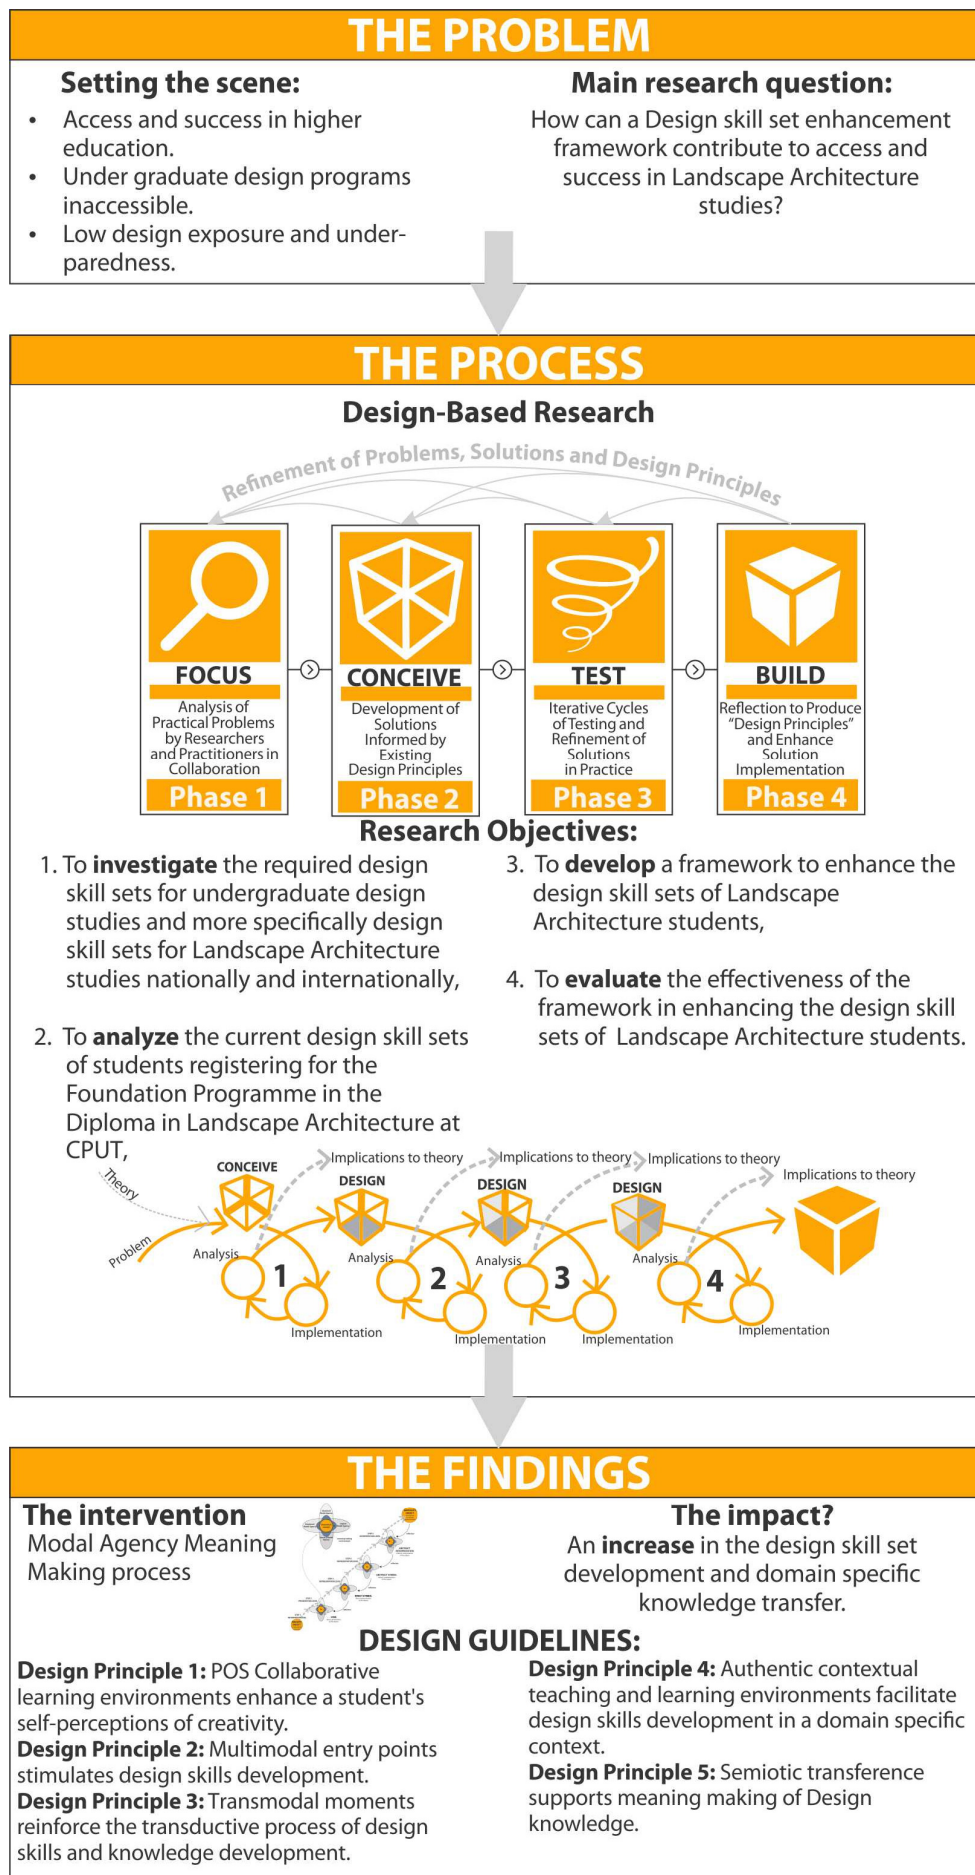 THE PROBLEM
Setting the scene:
• Access and success in higher
education.
• Under graduate design programs
inaccessible.
• Low design exposure and under-
paredness.
Main research question:
How can a Design skill set enhancement
framework contribute to access and
success in Landscape Architecture
studies?
THE PROCESS
Design-Based Research
Refinement of Problems, Solutions and Design Principles
FOCUS
Analysis of
Practical Problems
by Researchers
and Practitioners in
Collaboration
Phase 1
CONCEIVE
Development of
Solutions
Informed by
Existing
Design Principles
Phase 2
TEST
Iterative Cycles
of Testing and
Refinement of
Solutions
in Practice
Phase 3
BUILD
Reflection to Produce
“Design Principles”
and Enhance
Solution
Implementation
Phase 4
Research Objectives:
1. To investigate the required design
skill sets for undergraduate design
studies and more specifically design
skill sets for Landscape Architecture
studies nationally and internationally,
2. To analyze the current design skill sets
of students registering for the
Foundation Programme in the
Diploma in Landscape Architecture at
CPUT,
3. To develop a framework to enhance the
design skill sets of Landscape
Architecture students,
4. To evaluate the effectiveness of the
framework in enhancing the design skill
sets of Landscape Architecture students.
Theory
Problem
CONCEIVE
Analysis
1
Implementation
Implications to theory
DESIGN
Analysis
2
Implementation
Implications to theory
DESIGN
Analysis
3
Implementation
Implications to theory
DESIGN
Analysis
4
Implementation
Implications to theory
THE FINDINGS
The intervention
Modal Agency Meaning
Making process
The impact?
An increase in the design skill set
development and domain specific
knowledge transfer.
DESIGN GUIDELINES:
Design Principle 1: POS Collaborative
learning environments enhance a student's
self-perceptions of creativity.
Design Principle 2: Multimodal entry points
stimulates design skills development.
Design Principle 3: Transmodal moments
reinforce the transductive process of design
skills and knowledge development.
Design Principle 4: Authentic contextual
teaching and learning environments facilitate
design skills development in a domain specific
context.
Design Principle 5: Semiotic transference
supports meaning making of Design
knowledge.